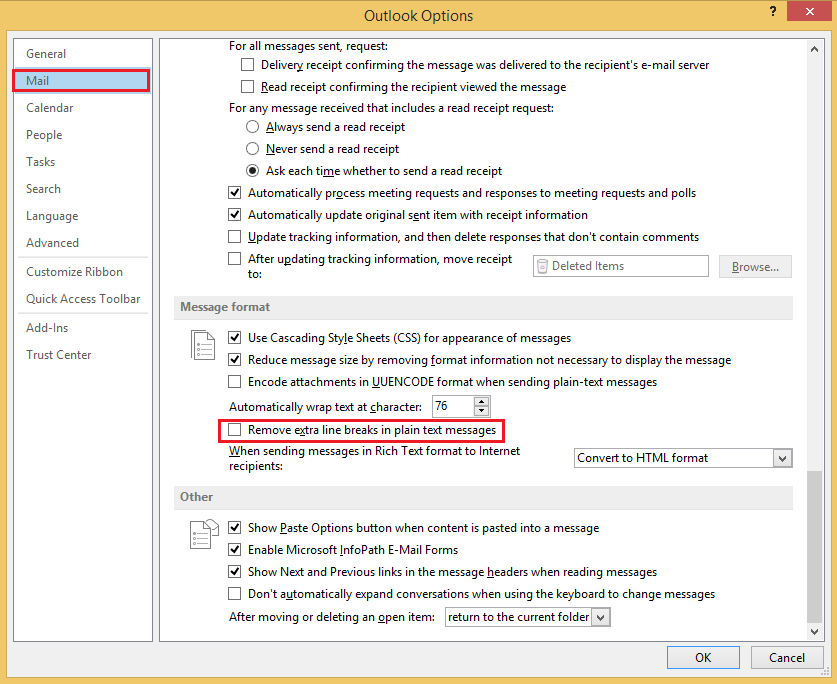 Outlook Options
?
General
Mail
Calendar
People
Tasks
Search
Language
Advanced
Customize Ribbon
Quick Access Toolbar
Add-Ins
Trust Center
For all messages sent, request:
Delivery receipt confirming the message was delivered to the recipient's e-mail server
Read receipt confirming the recipient viewed the message
For any message received that includes a read receipt request:
Always send a read receipt
Never send a read receipt
Ask each time whether to send a read receipt
Automatically process meeting requests and responses to meeting requests and polls
Automatically update original sent item with receipt information
Update tracking information, and then delete responses that don't contain comments
After updating tracking information, move receipt
to:
Deleted Items
Browse...
Message format
Use Cascading Style Sheets (CSS) for appearance of messages
Reduce message size by removing format information not necessary to display the message
Encode attachments in UUENCODE format when sending plain-text messages
Automatically wrap text at character: 76
Remove extra line breaks in plain text messages
When sending messages in Rich Text format to Internet
recipients:
Convert to HTML format
Other
Show Paste Options button when content is pasted into a message
Enable Microsoft InfoPath E-Mail Forms
Show Next and Previous links in the message headers when reading messages
Don't automatically expand conversations when using the keyboard to change messages
After moving or deleting an open item: return to the current folder
OK
Cancel